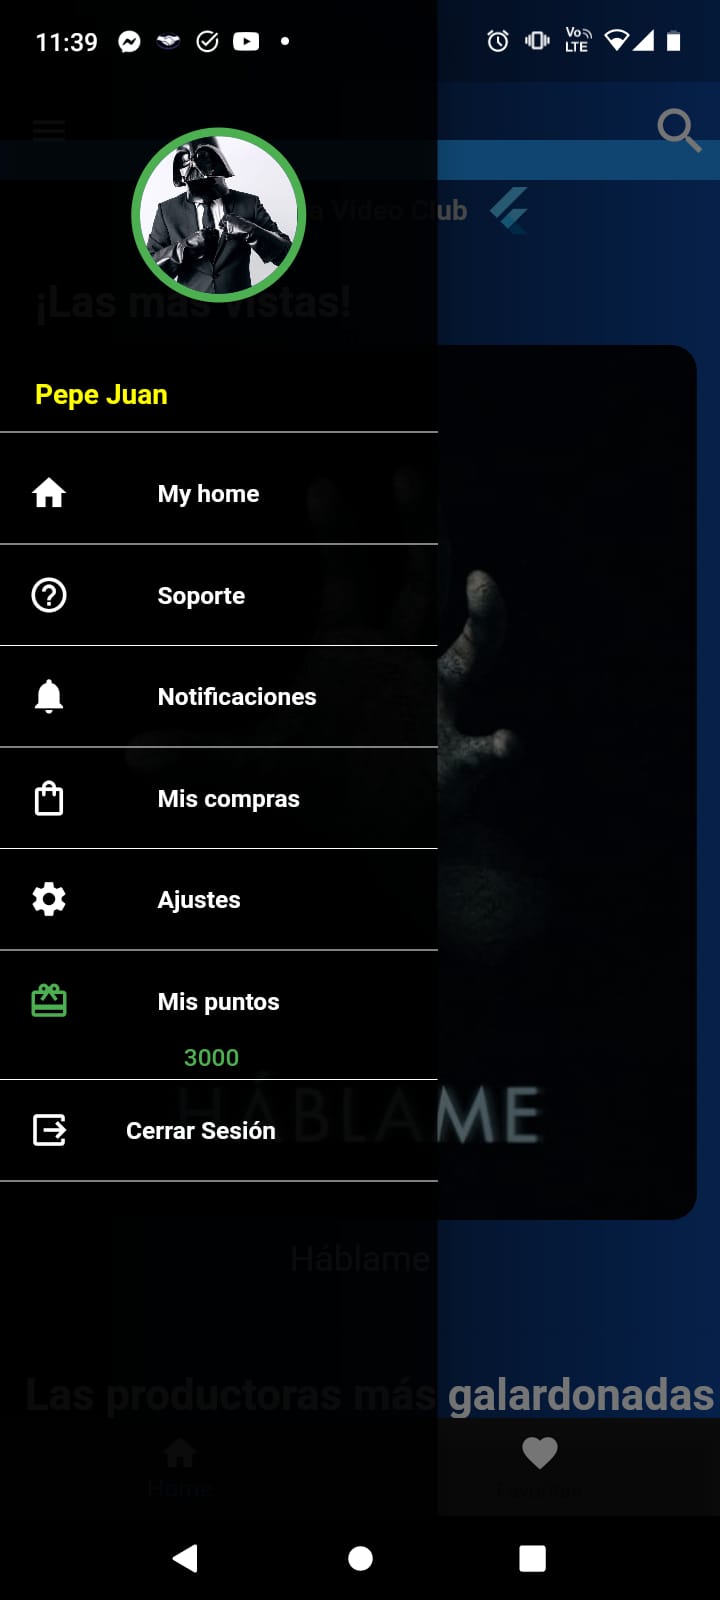 11:39
Vo LTE
a Video Club
¡Las más vistas!
Pepe Juan
My home
Soporte
Notificaciones
Mis compras
Ajustes
Mis puntos
3000
HÁBLAME
Cerrar Sesión
Háblame
Las productoras más galardonadas
Home